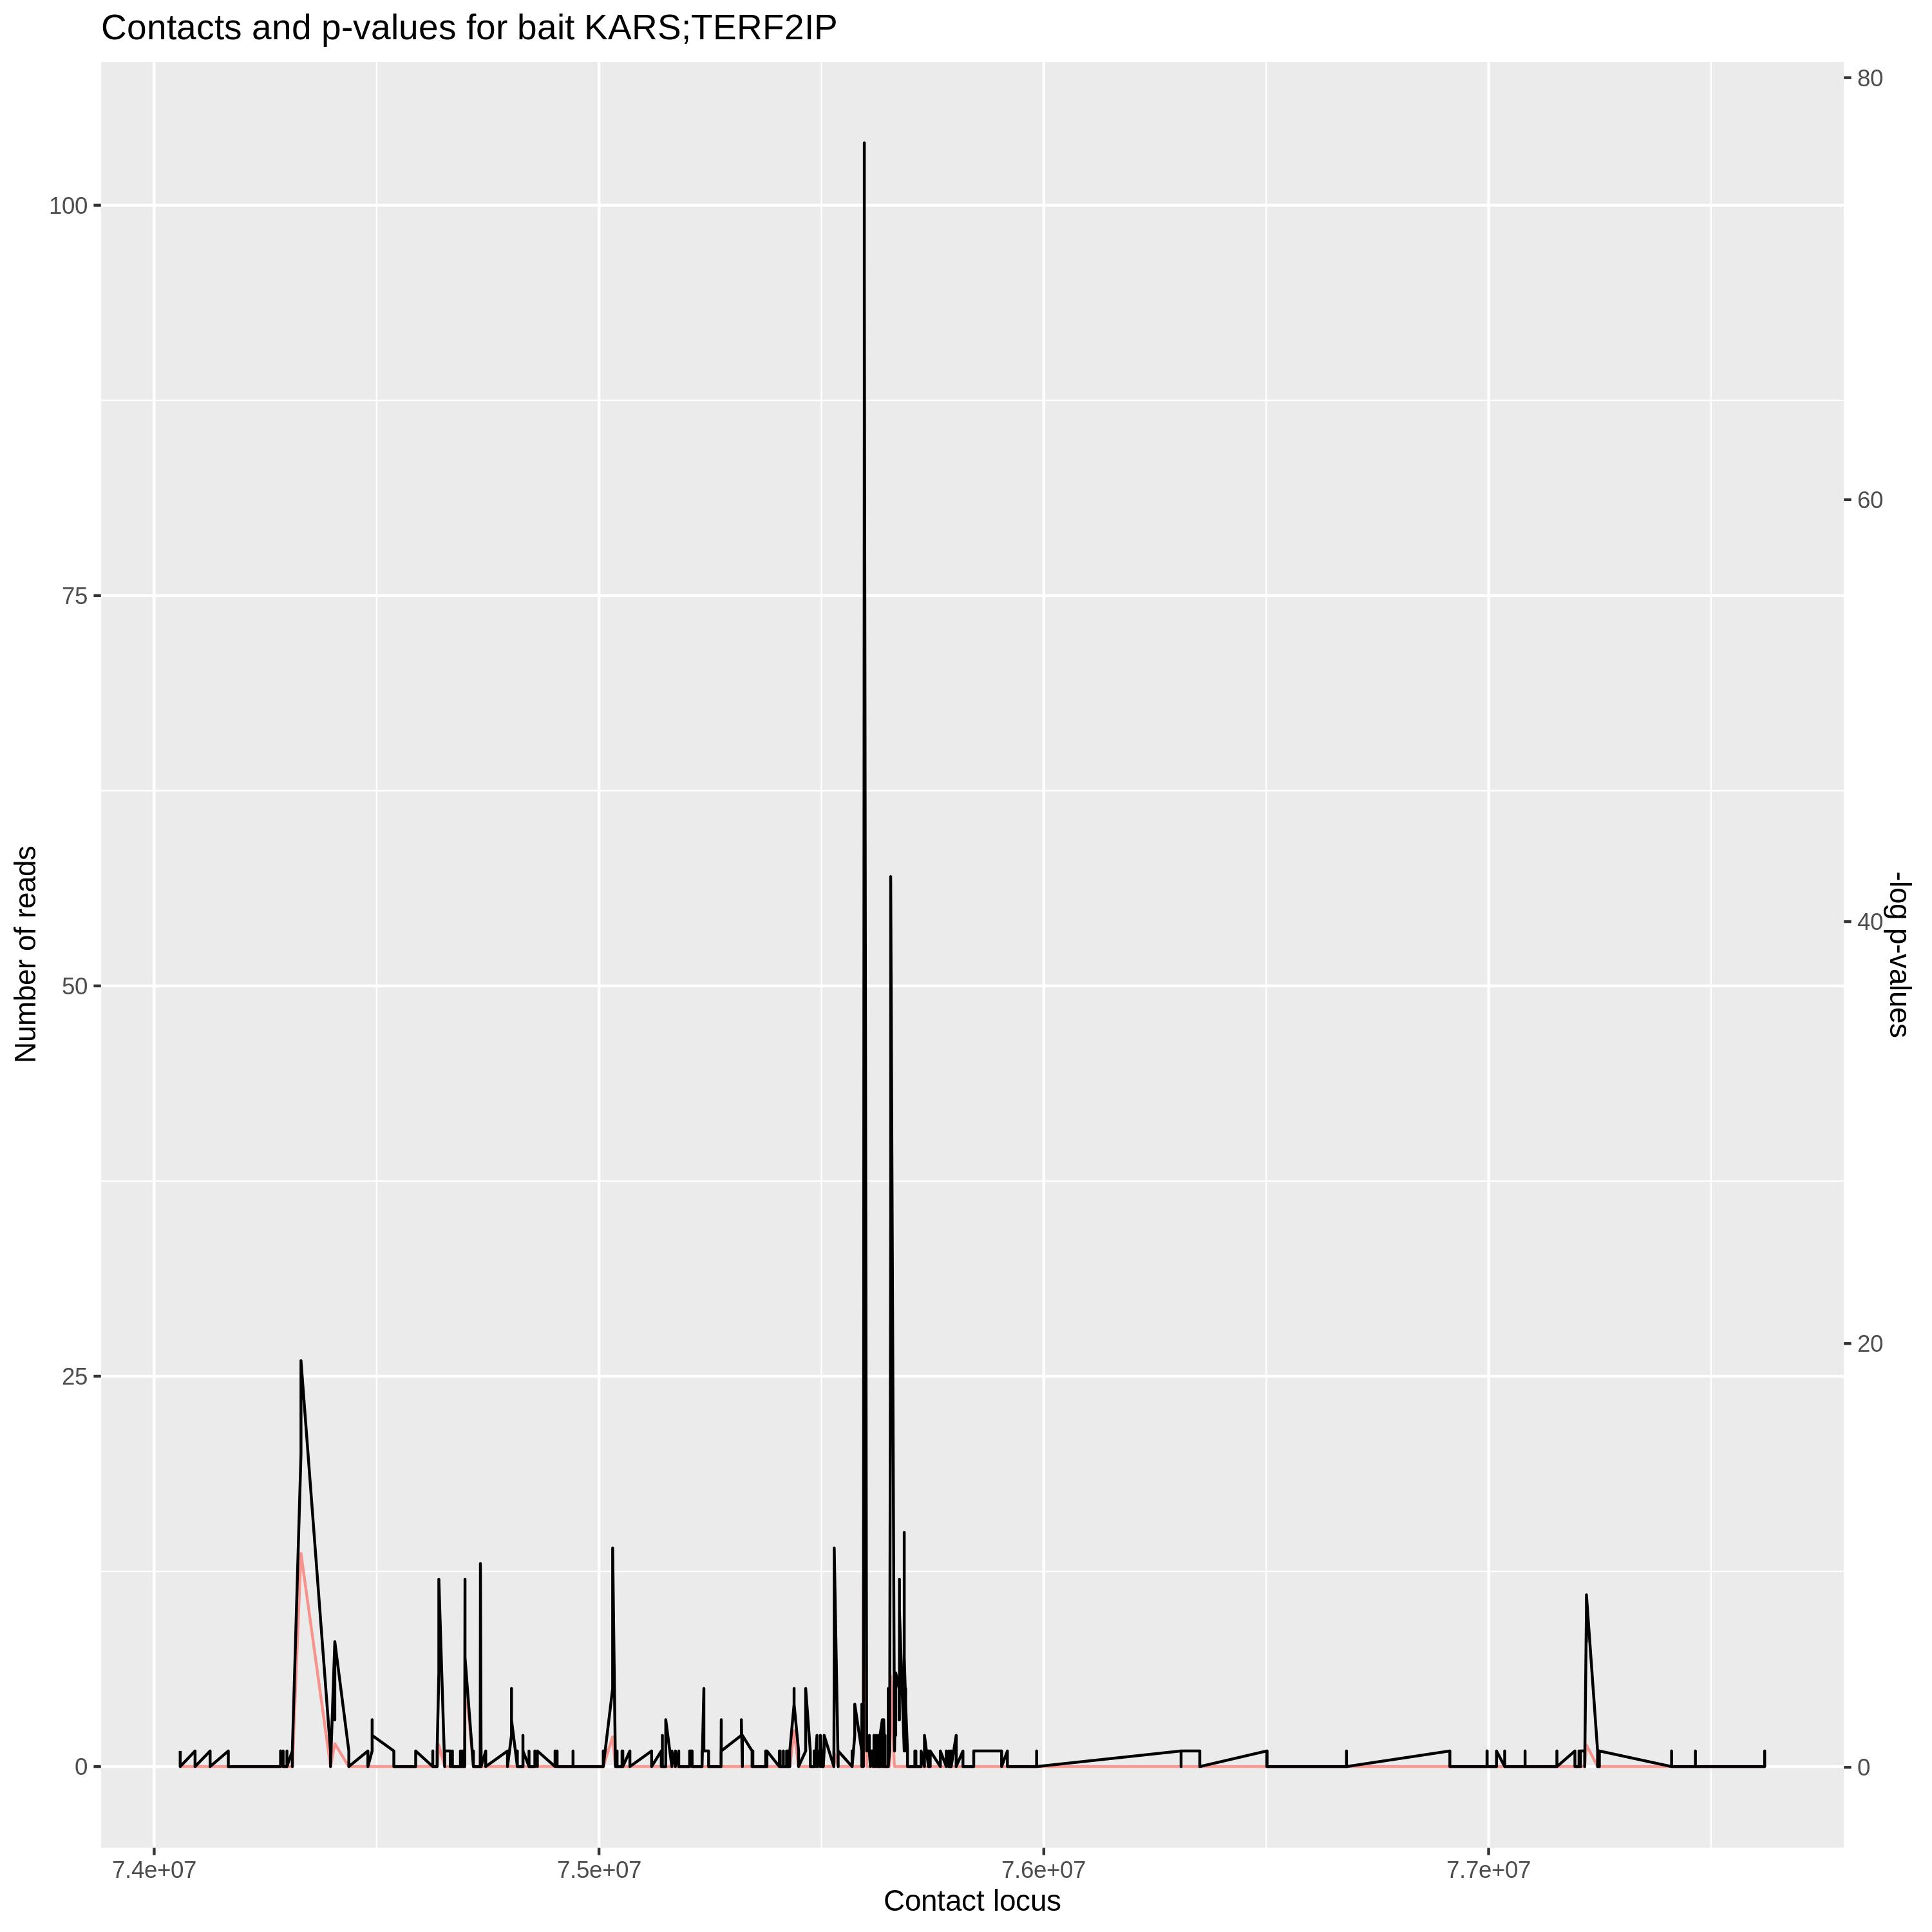 Contacts and p-values for bait KARS;TERF2IP
100
75
50
25
0
Number of reads
80
60
40
20
0
-log p-values
7.4e+07
7.5e+07
7.6e+07
7.7e+07
Contact locus